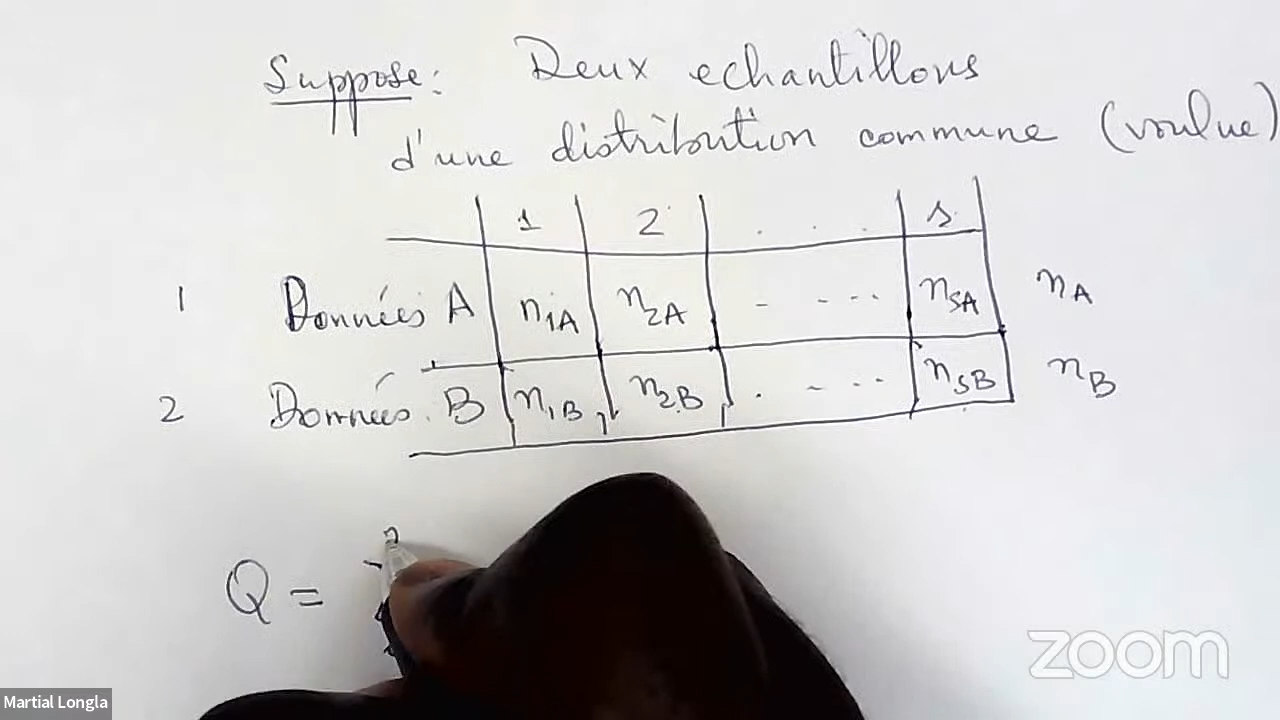 Suppose: Deux echantillons
d'une distribution commune (voulue)
1 2 . . . s
1 Données A n1A n2A - - - - nSA nA
2 Données B n1B n2B . - - - - nSB nB
Q =
zoom
Martial Longla